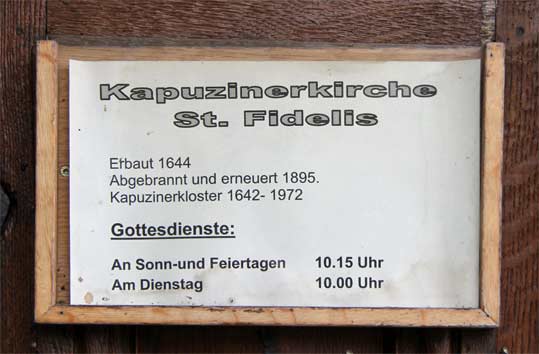 Kapuzinerkirche
St. Fidelis
Erbaut 1644
Abgebrannt und erneuert 1895.
Kapuzinerkloster 1642- 1972
Gottesdienste:
An Sonn-und Feiertagen 10.15 Uhr
Am Dienstag 10.00 Uhr